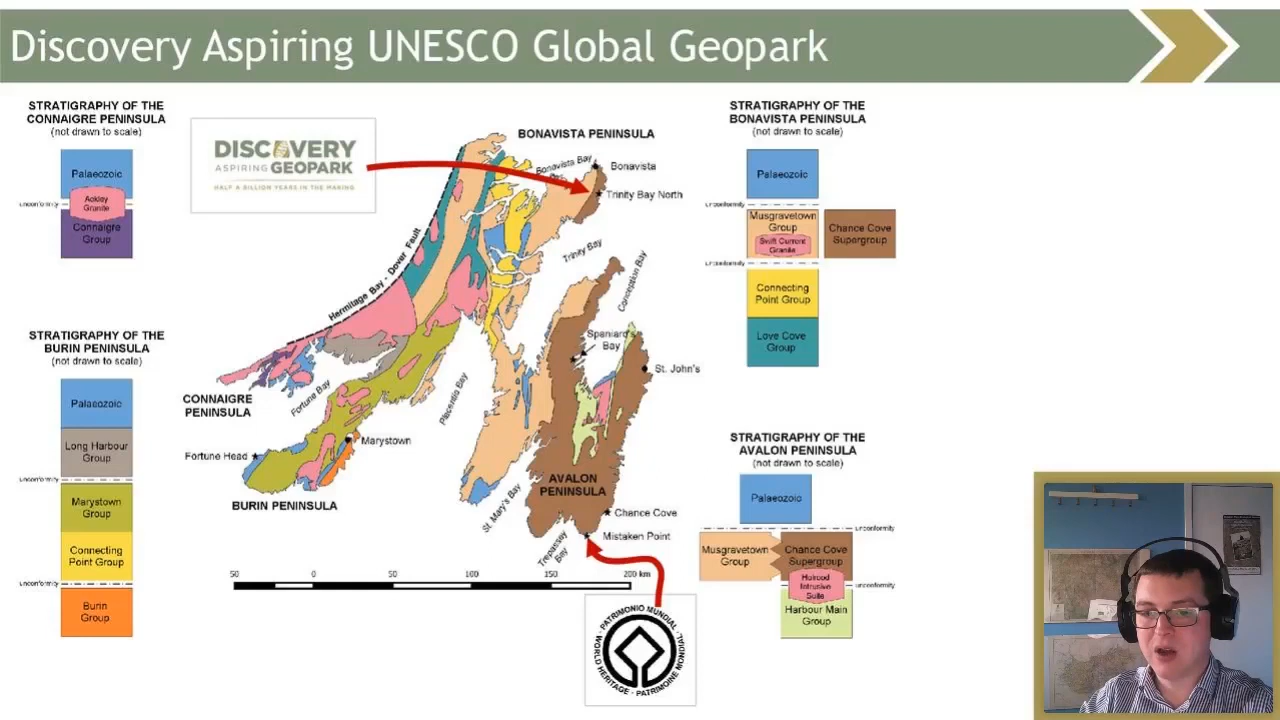 Discovery Aspiring UNESCO Global Geopark
STRATIGRAPHY OF THE
CONNAIGRE PENINSULA
(not drawn to scale)
Palaeozoic
unconformity
Ackley
Granite
Connaigre
Group
STRATIGRAPHY OF THE
BURIN PENINSULA
(not drawn to scale)
Palaeozoic
Long Harbour
Group
unconformity
Marystown
Group
Connecting
Point Group
unconformity
Burin
Group
DISCOVERY
ASPIRING GEOPARK
HALF A BILLION YEARS IN THE MAKING
BONAVISTA PENINSULA
Bonavista Bay
Bonavista
Trinity Bay North
Trinity Bay
Conception Bay
Hermitage Bay - Dover Fault
Spaniard's
Bay
St. John's
CONNAIGRE
PENINSULA
Fortune Bay
Placentia Bay
Marystown
Fortune Head
BURIN PENINSULA
AVALON
PENINSULA
St. Mary's Bay
Chance Cove
Mistaken Point
Trepassey
Bay
50 0 50 100 150 200 km
WORLD HERITAGE · PATRIMONIO MUNDIAL · PATRIMOINE MONDIAL
STRATIGRAPHY OF THE
BONAVISTA PENINSULA
(not drawn to scale)
Palaeozoic
unconformity
Musgravetown
Group
Swift Current
Granite
Chance Cove
Supergroup
unconformity
Connecting
Point Group
Love Cove
Group
STRATIGRAPHY OF THE
AVALON PENINSULA
(not drawn to scale)
Palaeozoic
unconformity
Musgravetown
Group
Chance Cove
Supergroup
Holrood
Intrusive
Suite
unconformity
Harbour Main
Group